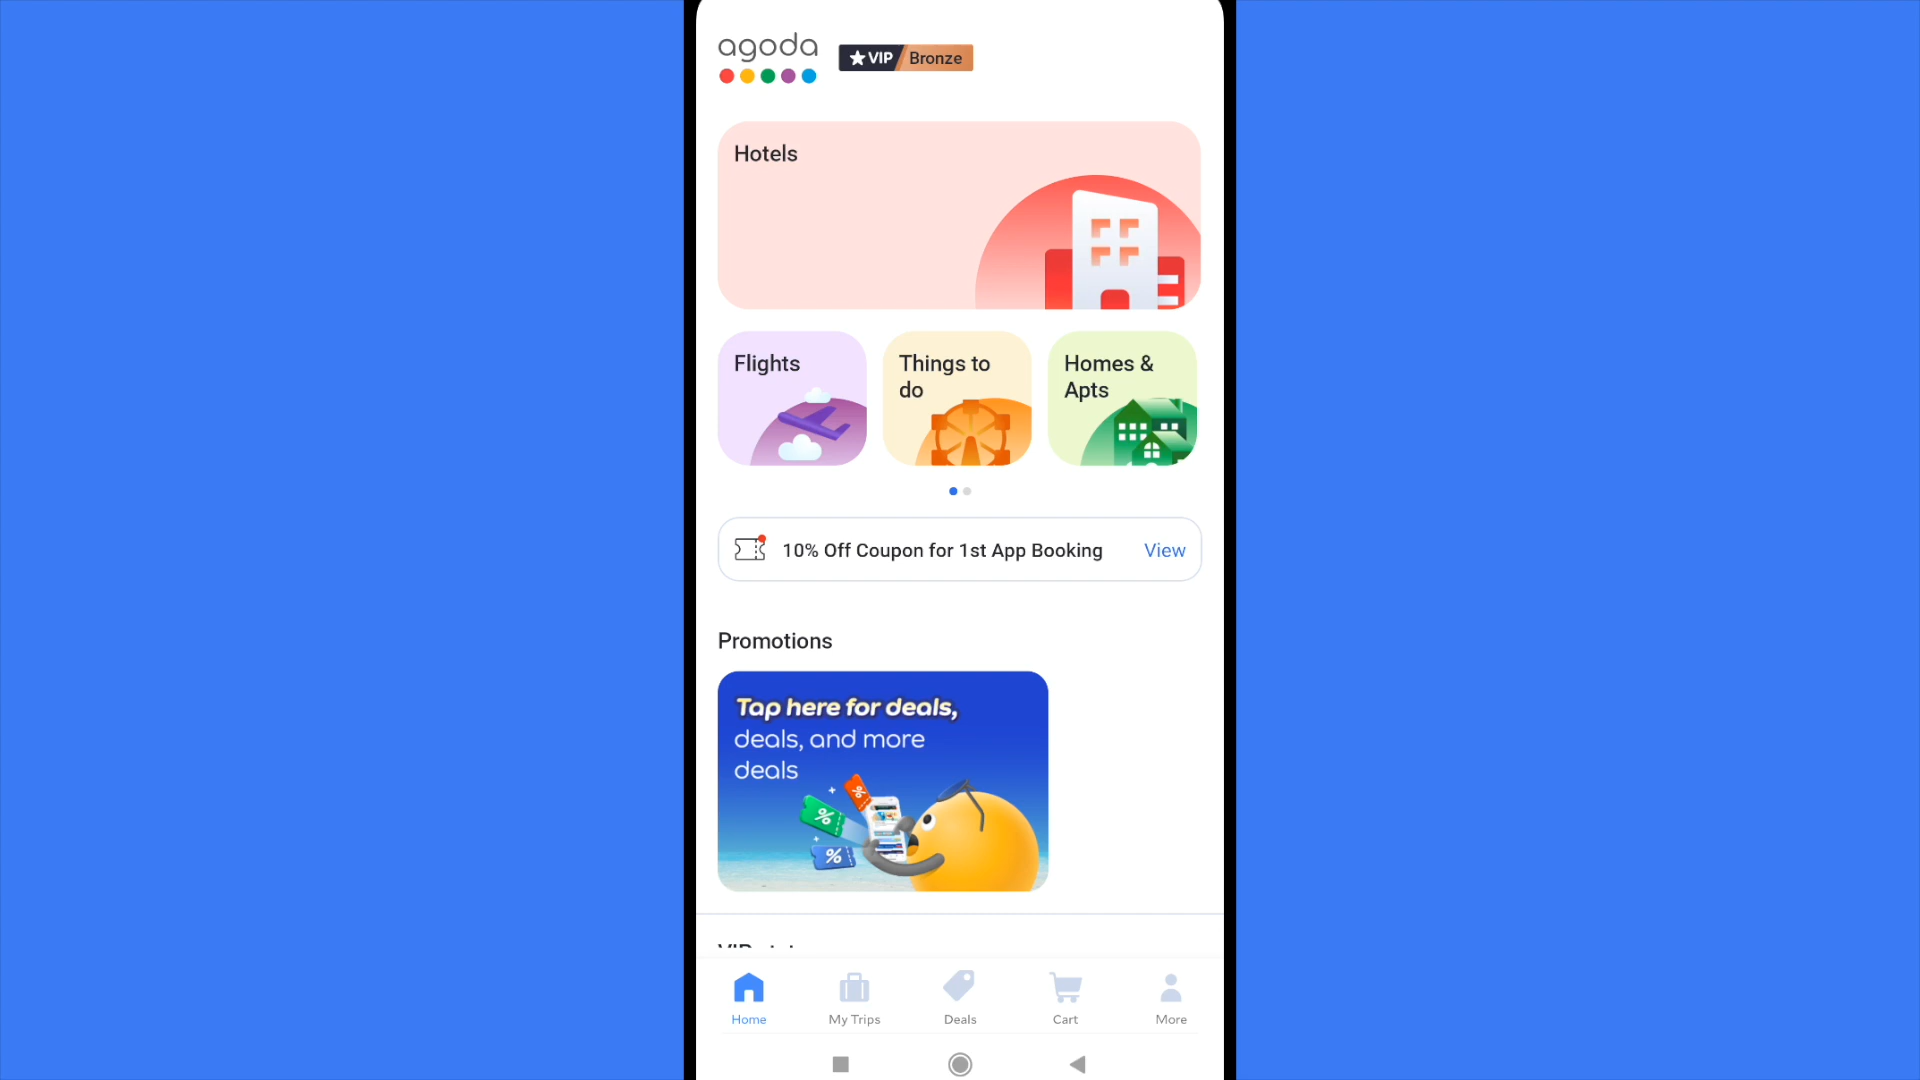 agoda
VIP Bronze
Hotels
Flights
Things to
do
Homes &
Apts
10% Off Coupon for 1st App Booking
View
Promotions
Tap here for deals,
deals, and more
deals
%
%
%
Home
My Trips
Deals
Cart
More